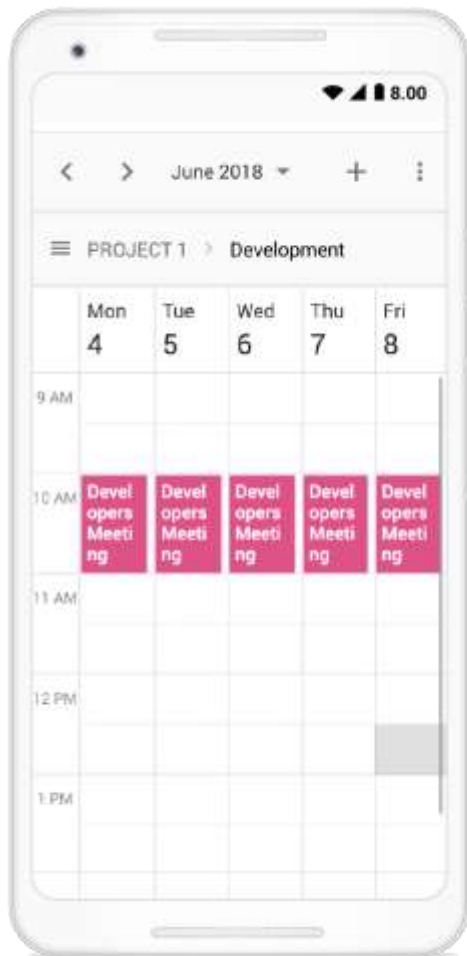 8.00
June 2018
PROJECT 1 > Development
Mon Tue Wed Thu Fri
4 5 6 7 8
9 AM
10 AM
Devel Devel Devel Devel Devel
opers opers opers opers opers
Meeti Meeti Meeti Meeti Meeti
ng ng ng ng ng
11 AM
12 PM
1 PM